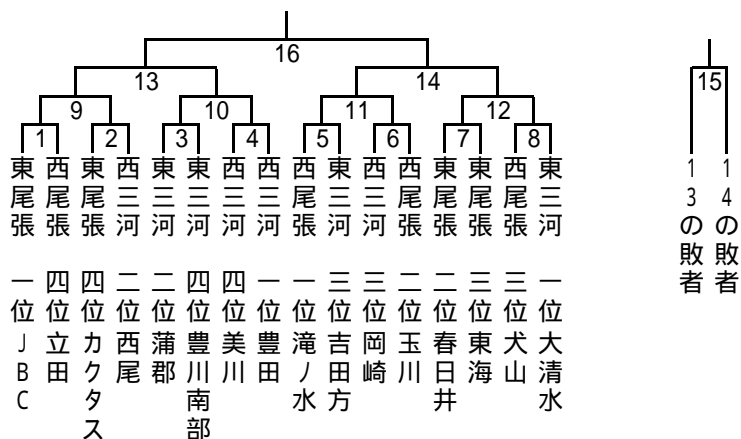 16
13
14
15
9
10
11
12
1
2
3
4
5
6
7
8
東尾張 一位 JBC
西尾張 四位 立田
東尾張 四位 カクタス
西三河 二位 西尾
東三河 二位 蒲郡
東三河 四位 豊川南部
西三河 四位 美川
西三河 一位 豊田
西尾張 一位 滝ノ水
東三河 三位 吉田方
西三河 三位 岡崎
西尾張 二位 玉川
東尾張 二位 春日井
東尾張 三位 東海
西尾張 三位 犬山
東三河 一位 大清水
13の敗者
14の敗者